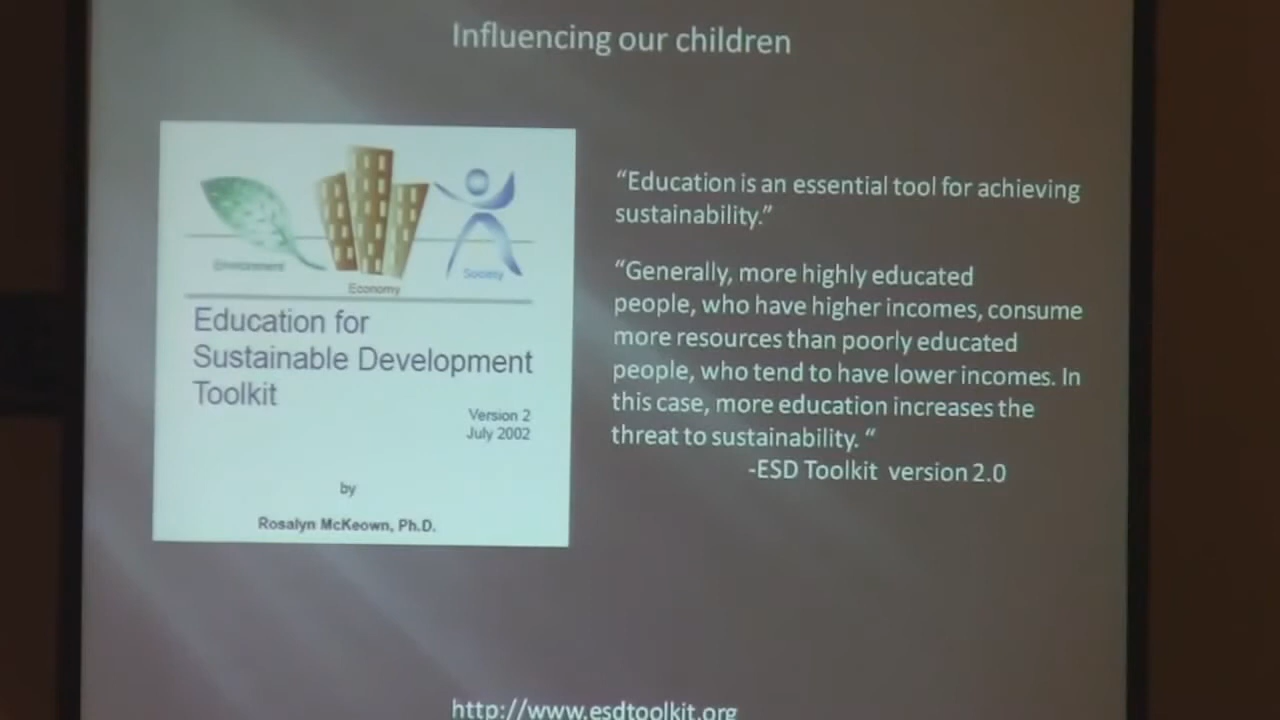 Influencing our children
Environment
Economy
Society
Education for
Sustainable Development
Toolkit
Version 2
July 2002
by
Rosalyn McKeown, Ph.D.
“Education is an essential tool for achieving
sustainability.”
“Generally, more highly educated
people, who have higher incomes, consume
more resources than poorly educated
people, who tend to have lower incomes. In
this case, more education increases the
threat to sustainability. “
-ESD Toolkit version 2.0
http://www.esdtoolkit.org